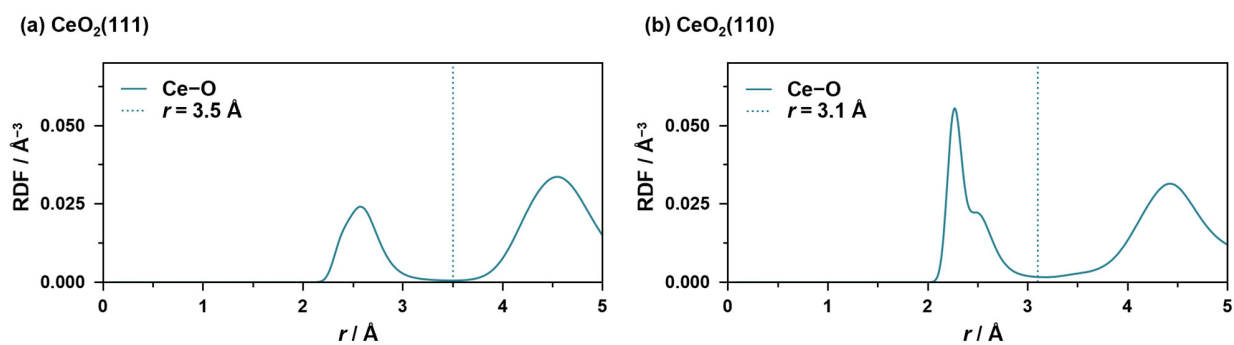 (a) CeO₂(111)
Ce−O
r = 3.5 Å
0.050
0.025
0.000
RDF / Å⁻³
0 1 2 3 4 5
r / Å
(b) CeO₂(110)
Ce−O
r = 3.1 Å
0.050
0.025
0.000
RDF / Å⁻³
0 1 2 3 4 5
r / Å